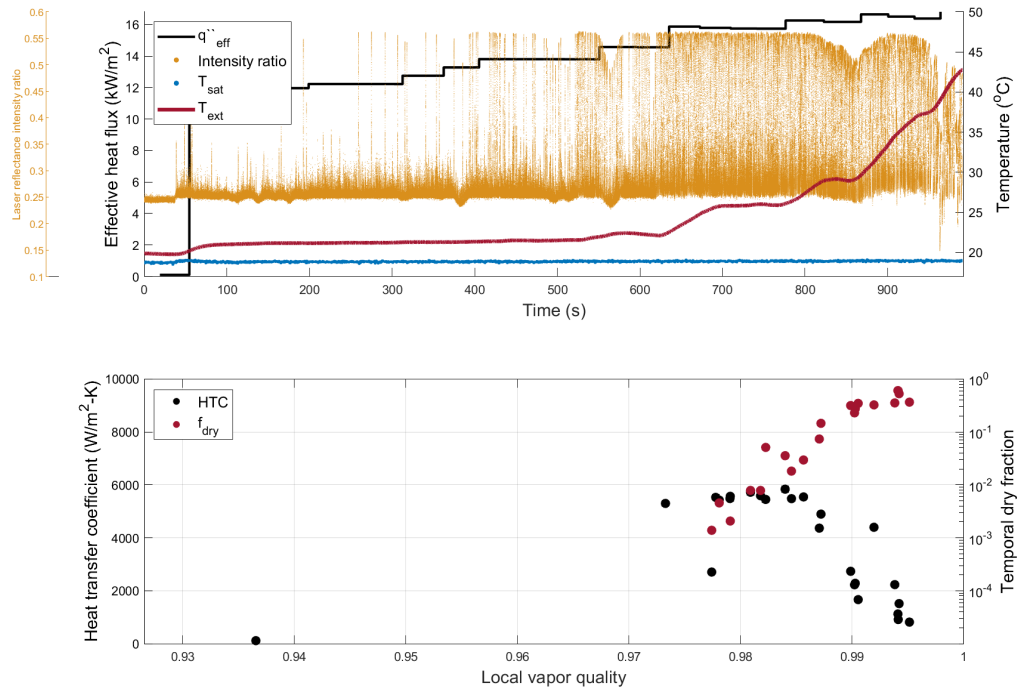 0.6
0.55
0.5
0.45
0.4
0.35
0.3
0.25
0.2
0.15
0.1
Laser reflectance intensity ratio
16
14
12
10
8
6
4
2
0
Effective heat flux (kW/m²)
q``eff
Intensity ratio
Tsat
Text
50
45
40
35
30
25
20
Temperature (°C)
0 100 200 300 400 500 600 700 800 900
Time (s)
10000
8000
6000
4000
2000
0
Heat transfer coefficient (W/m²-K)
HTC
fdry
10⁰
10⁻¹
10⁻²
10⁻³
10⁻⁴
Temporal dry fraction
0.93 0.94 0.95 0.96 0.97 0.98 0.99 1
Local vapor quality